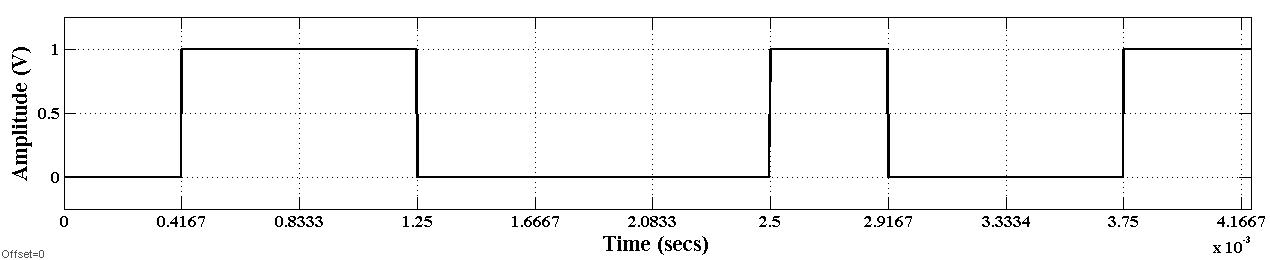 Amplitude (V)
1
0.5
0
0 0.4167 0.8333 1.25 1.6667 2.0833 2.5 2.9167 3.3334 3.75 4.1667
Time (secs)
x 10-3
Offset=0